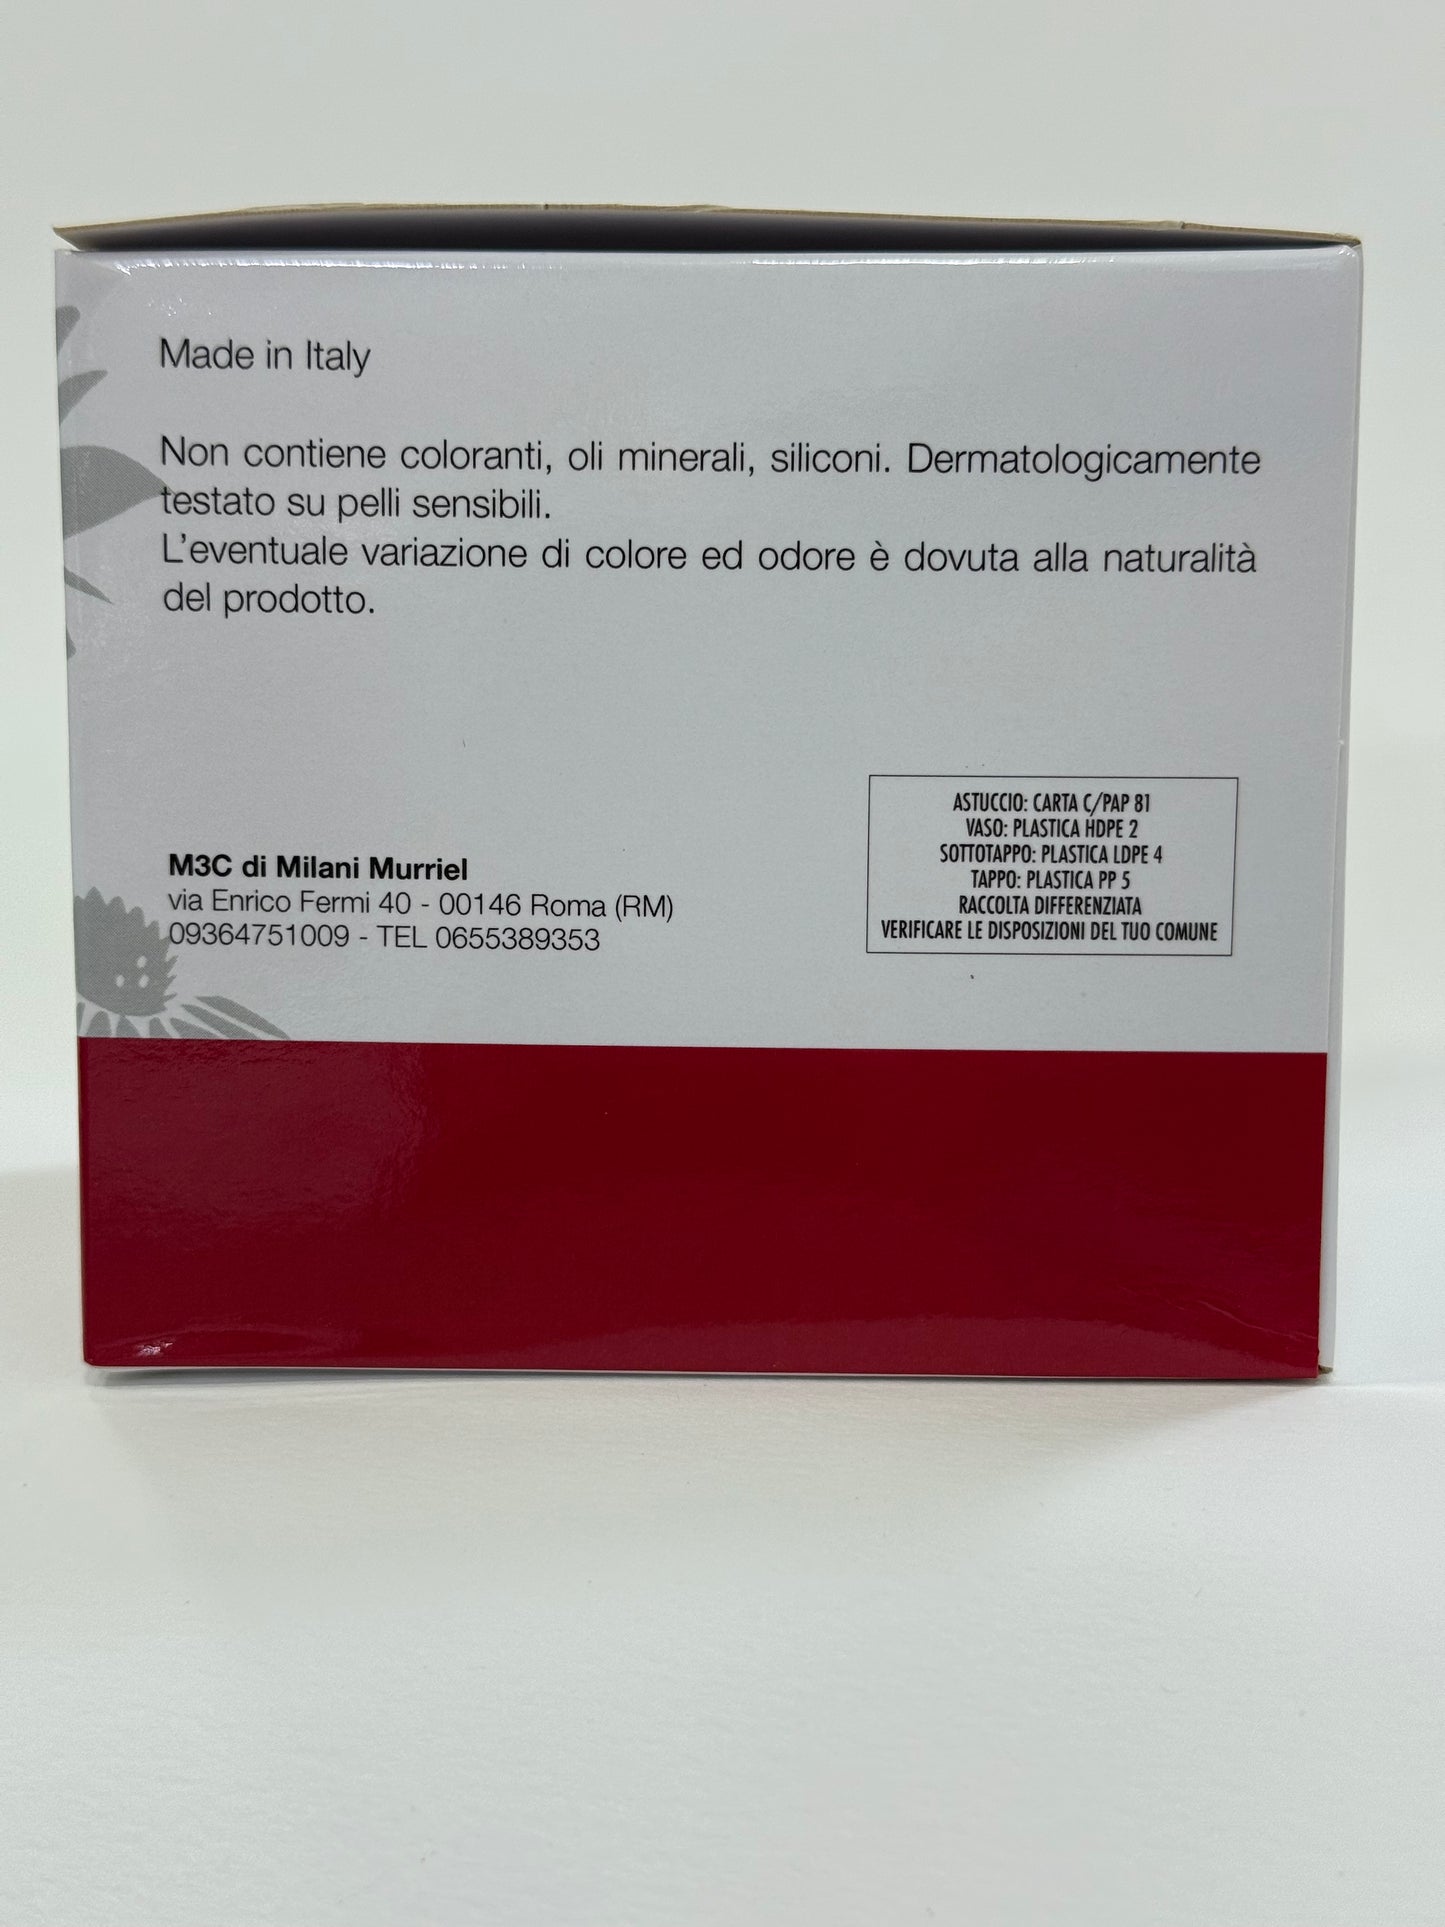 Made in Italy
Non contiene coloranti, oli minerali, siliconi. Dermatologicamente
testato su pelli sensibili.
L'eventuale variazione di colore ed odore è dovuta alla naturalità
del prodotto.
M3C di Milani Murriel
via Enrico Fermi 40 - 00146 Roma (RM)
09364751009 - TEL 0655389353
ASTUCCIO: CARTA C/PAP 81
VASO: PLASTICA HDPE 2
SOTTOTAPPO: PLASTICA LDPE 4
TAPPO: PLASTICA PP 5
RACCOLTA DIFFERENZIATA
VERIFICARE LE DISPOSIZIONI DEL TUO COMUNE